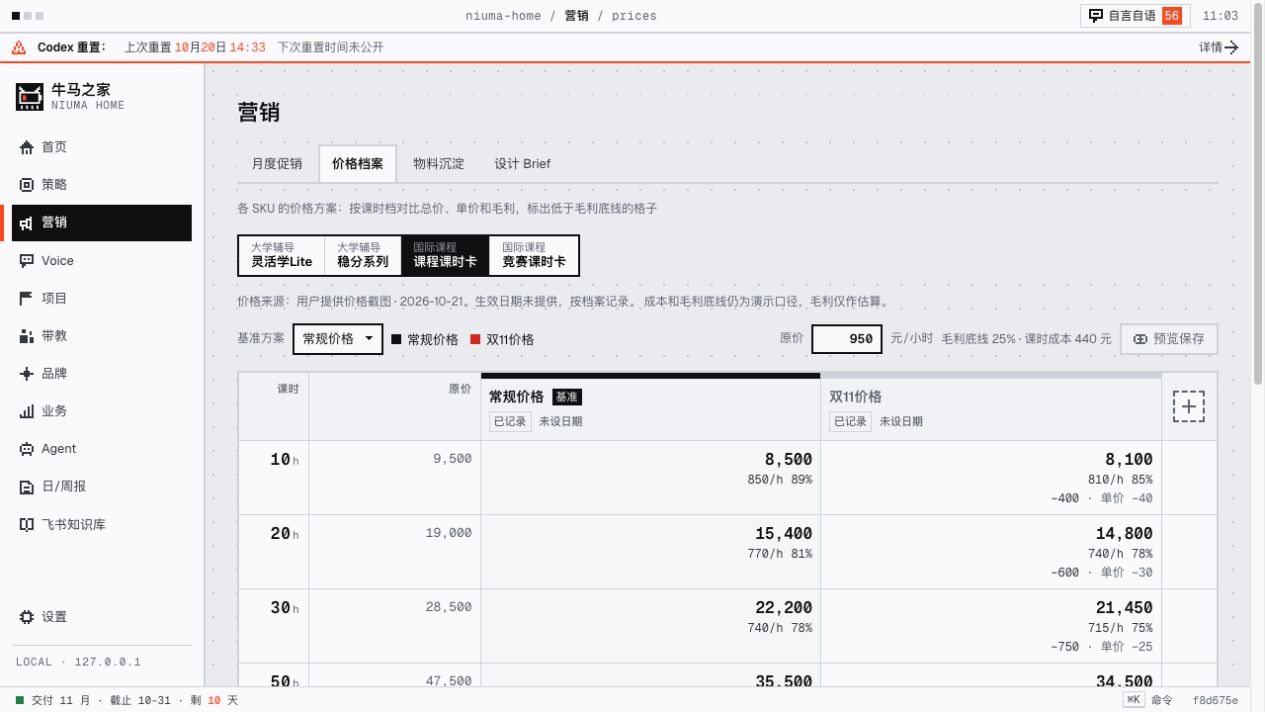 niuma-home / 营销 / prices
自言自语 56
11:03
Codex 重置： 上次重置 10月20日 14:33 下次重置时间未公开
详情
牛马之家
NIUMA HOME
首页
策略
营销
Voice
项目
带教
品牌
业务
Agent
日/周报
飞书知识库
设置
LOCAL · 127.0.0.1
营销
月度促销 价格档案 物料沉淀 设计 Brief
各 SKU 的价格方案：按课时档对比总价、单价和毛利，标出低于毛利底线的格子
大学辅导 大学辅导 国际课程 国际课程
灵活学Lite 稳分系列 课程课时卡 竞赛课时卡
价格来源：用户提供价格截图 · 2026-10-21。生效日期未提供，按档案记录。成本和毛利底线仍为演示口径，毛利仅作估算。
基准方案 常规价格 常规价格 双11价格 原价 950 元/小时 毛利底线 25% · 课时成本 440 元 预览保存
课时 原价 常规价格 基准 双11价格
已记录 未设日期 已记录 未设日期
10h 9,500 8,500 8,100
850/h 89% 810/h 85%
-400 · 单价 -40
20h 19,000 15,400 14,800
770/h 81% 740/h 78%
-600 · 单价 -30
30h 28,500 22,200 21,450
740/h 78% 715/h 75%
-750 · 单价 -25
50h 47,500 35,500 34,500
交付 11 月 · 截止 10-31 · 剩 10 天
⌘K 命令 f8d675e